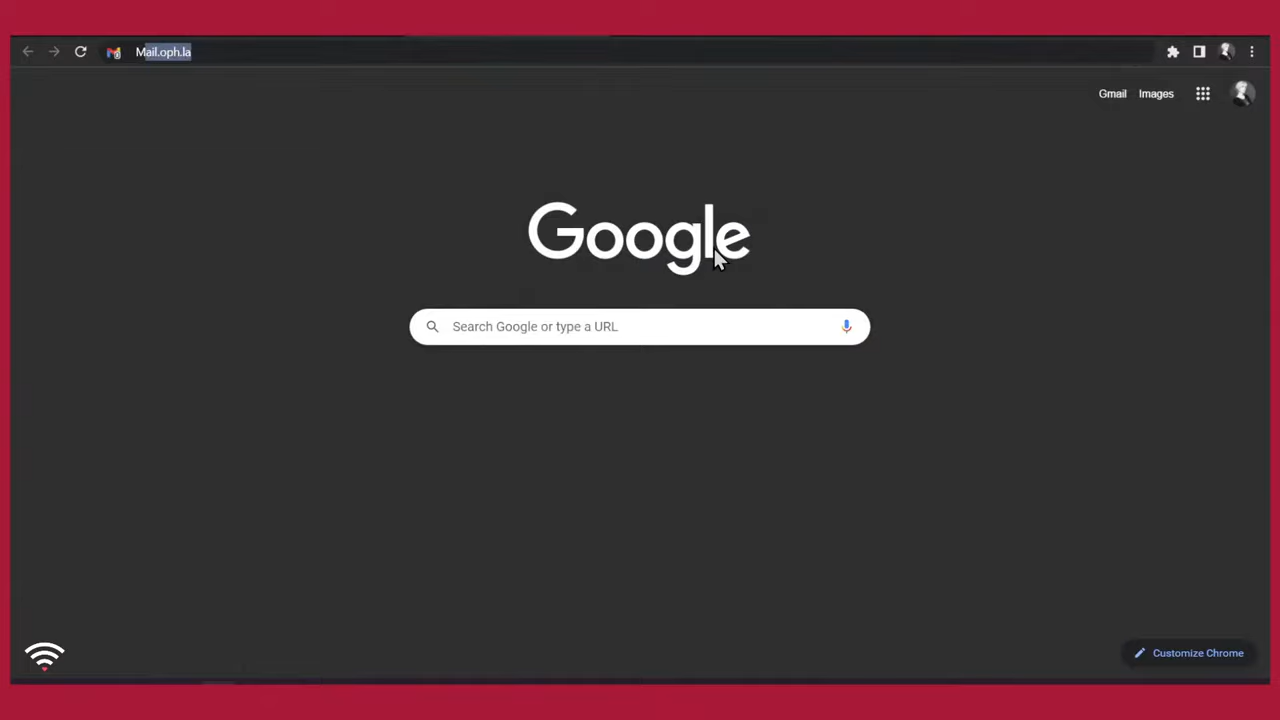 Mail.oph.la
Gmail Images
Google
Search Google or type a URL
Customize Chrome